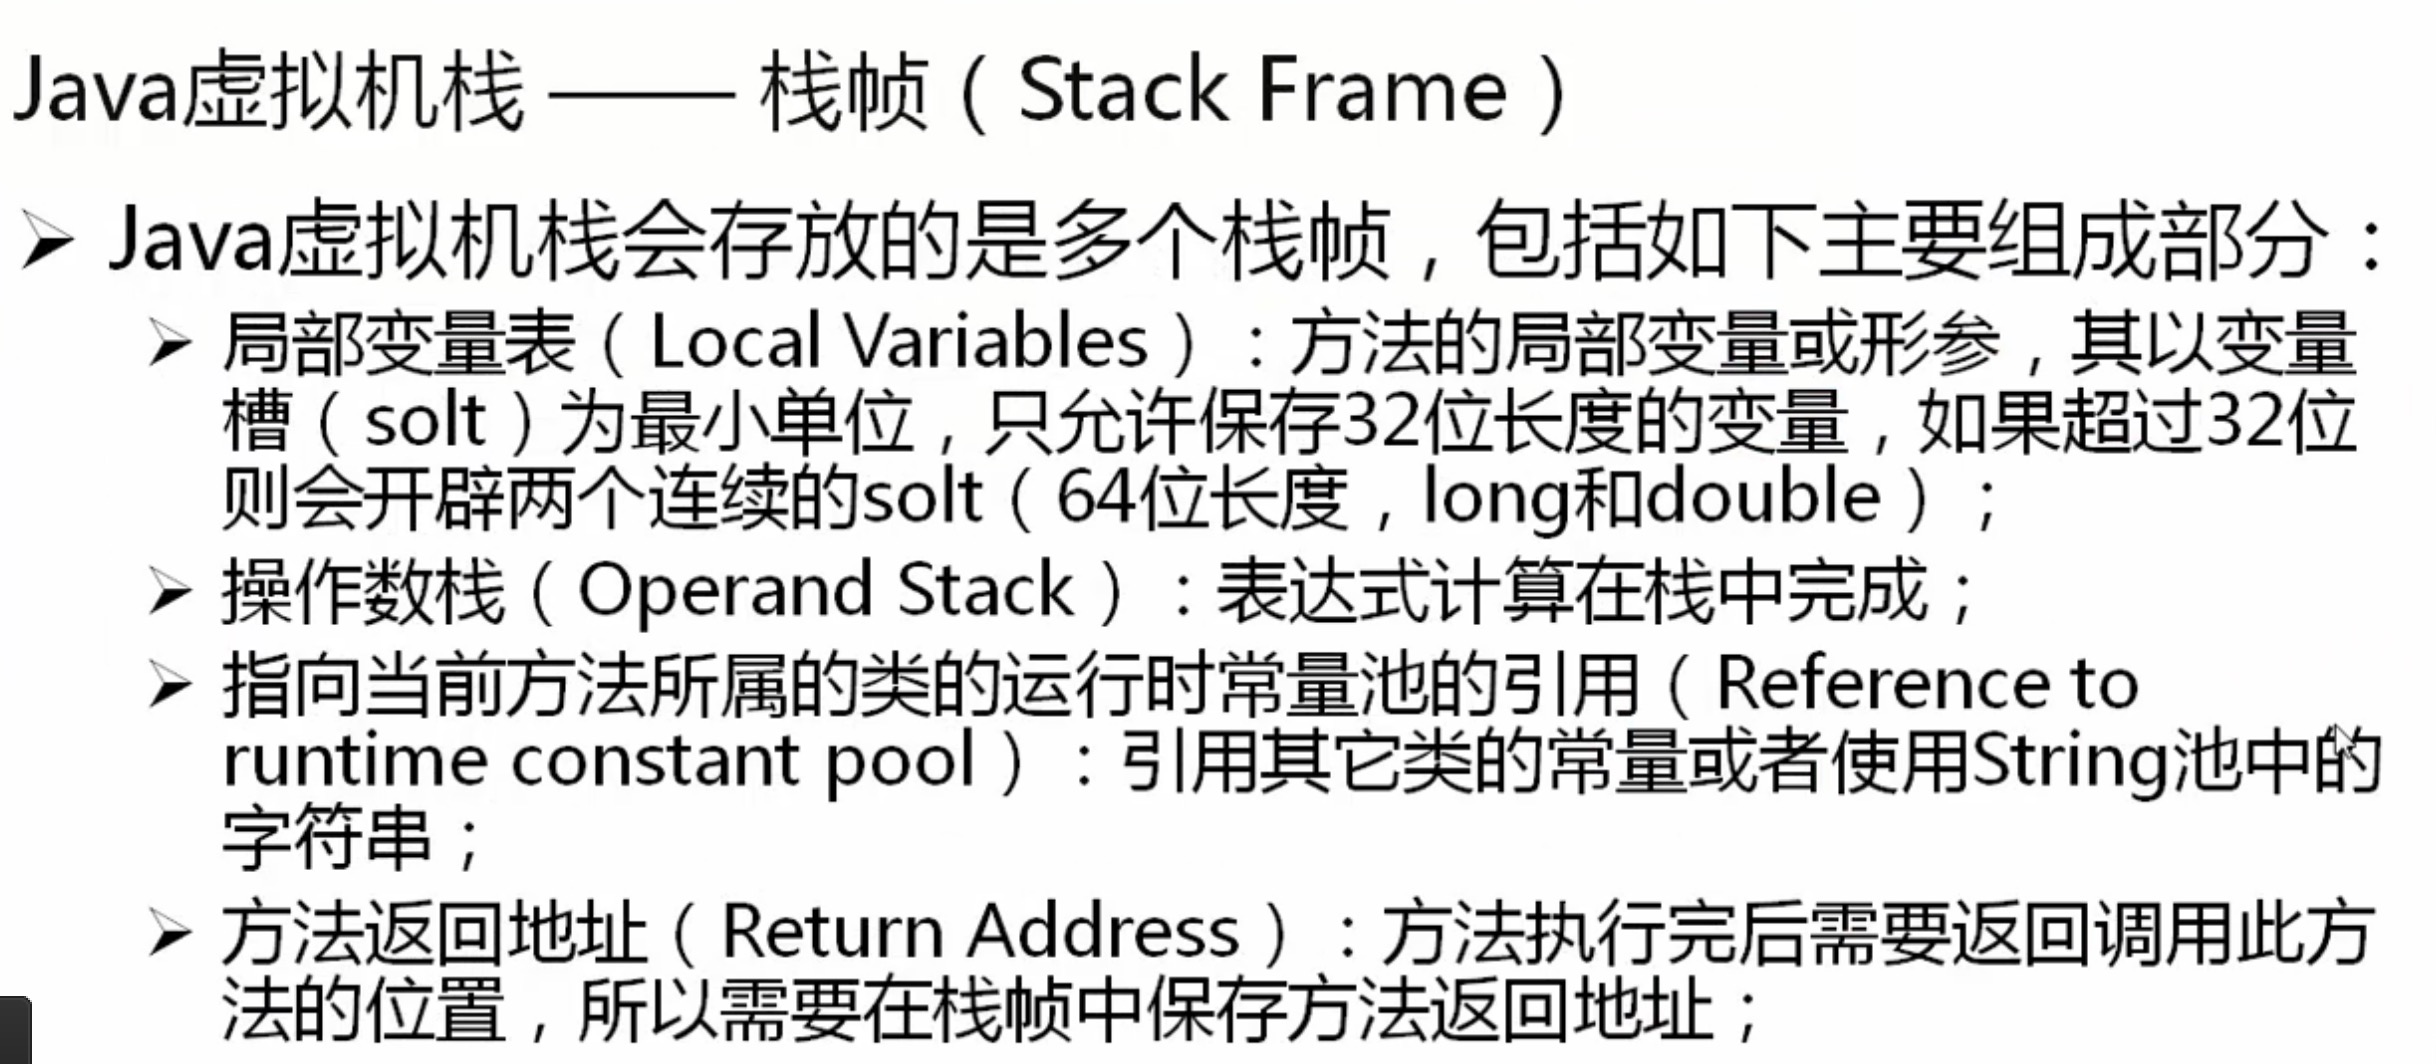 Java虚拟机栈 —— 栈帧（Stack Frame）
Java虚拟机栈会存放的是多个栈帧，包括如下主要组成部分：
局部变量表（Local Variables）：方法的局部变量或形参，其以变量
槽（solt）为最小单位，只允许保存32位长度的变量，如果超过32位
则会开辟两个连续的solt（64位长度，long和double）；
操作数栈（Operand Stack）：表达式计算在栈中完成；
指向当前方法所属的类的运行时常量池的引用（Reference to
runtime constant pool）：引用其它类的常量或者使用String池中的
字符串；
方法返回地址（Return Address）：方法执行完后需要返回调用此方
法的位置，所以需要在栈帧中保存方法返回地址；